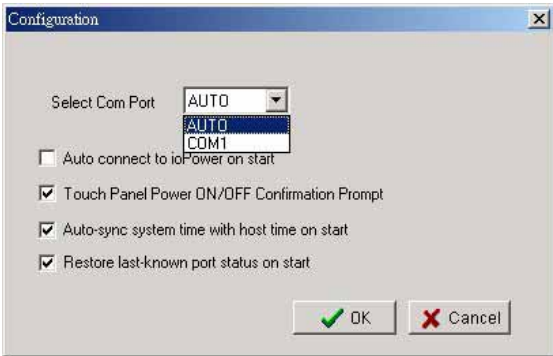 Configuration
Select Com Port AUTO
AUTO
COM1
Auto connect to ioPower on start
Touch Panel Power ON/OFF Confirmation Prompt
Auto-sync system time with host time on start
Restore last-known port status on start
OK Cancel